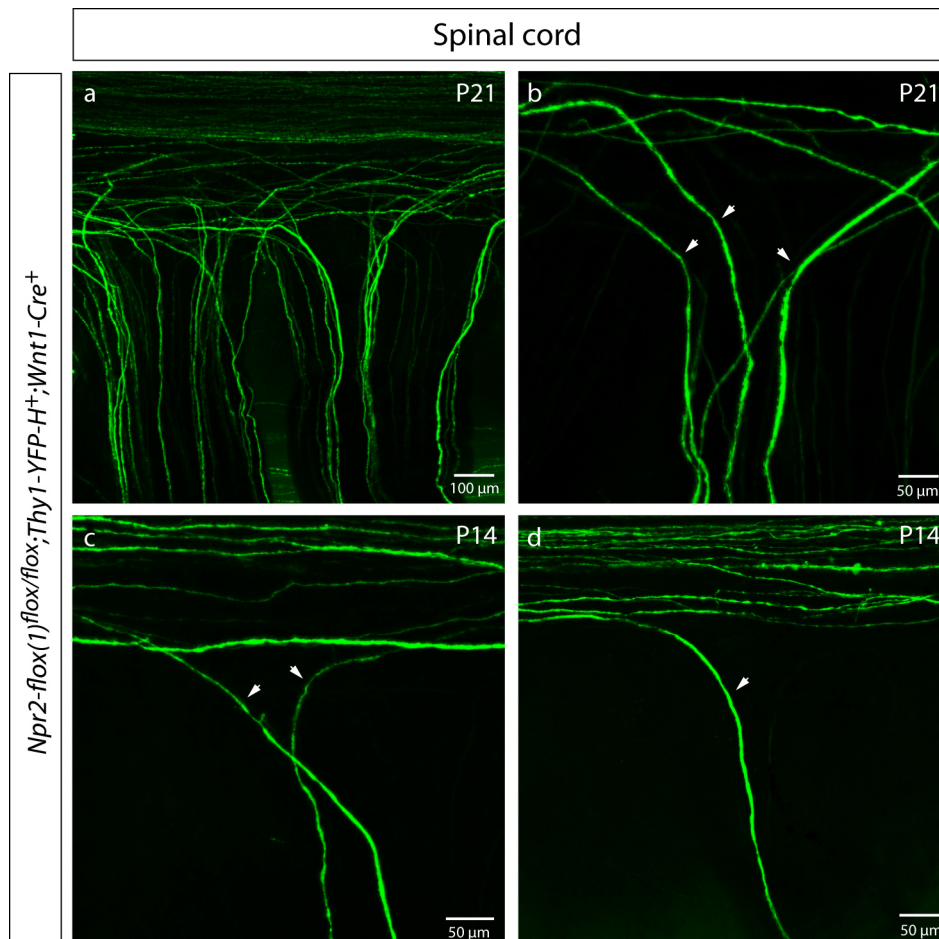 Spinal cord
Npr2-flox(1)flox/flox;Thy1-YFP-H+;Wnt1-Cre+
a
P21
100 µm
b
P21
50 µm
c
P14
50 µm
d
P14
50 µm